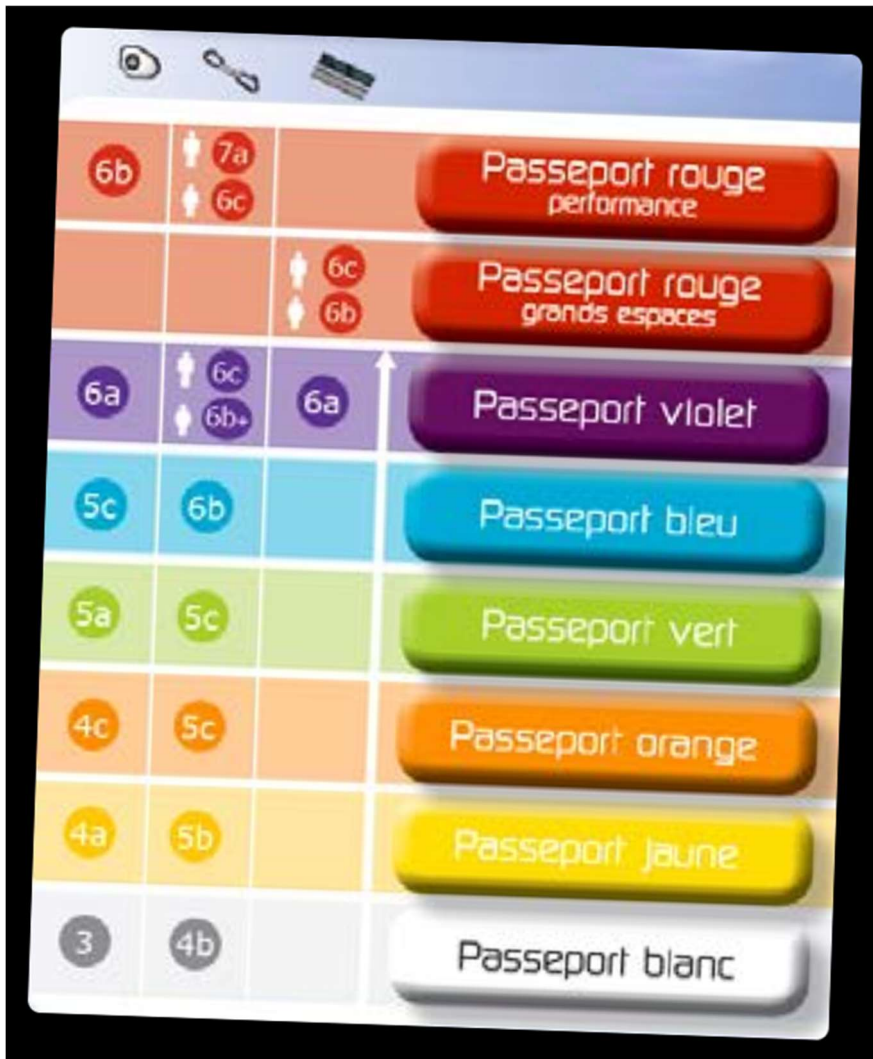 6b 7a Passeport rouge
6c performance
6c Passeport rouge
6b grands espaces
6a 6c 6a Passeport violet
6b+
5c 6b Passeport bleu
5a 5c Passeport vert
4c 5c Passeport orange
4a 5b Passeport jaune
3 4b Passeport blanc